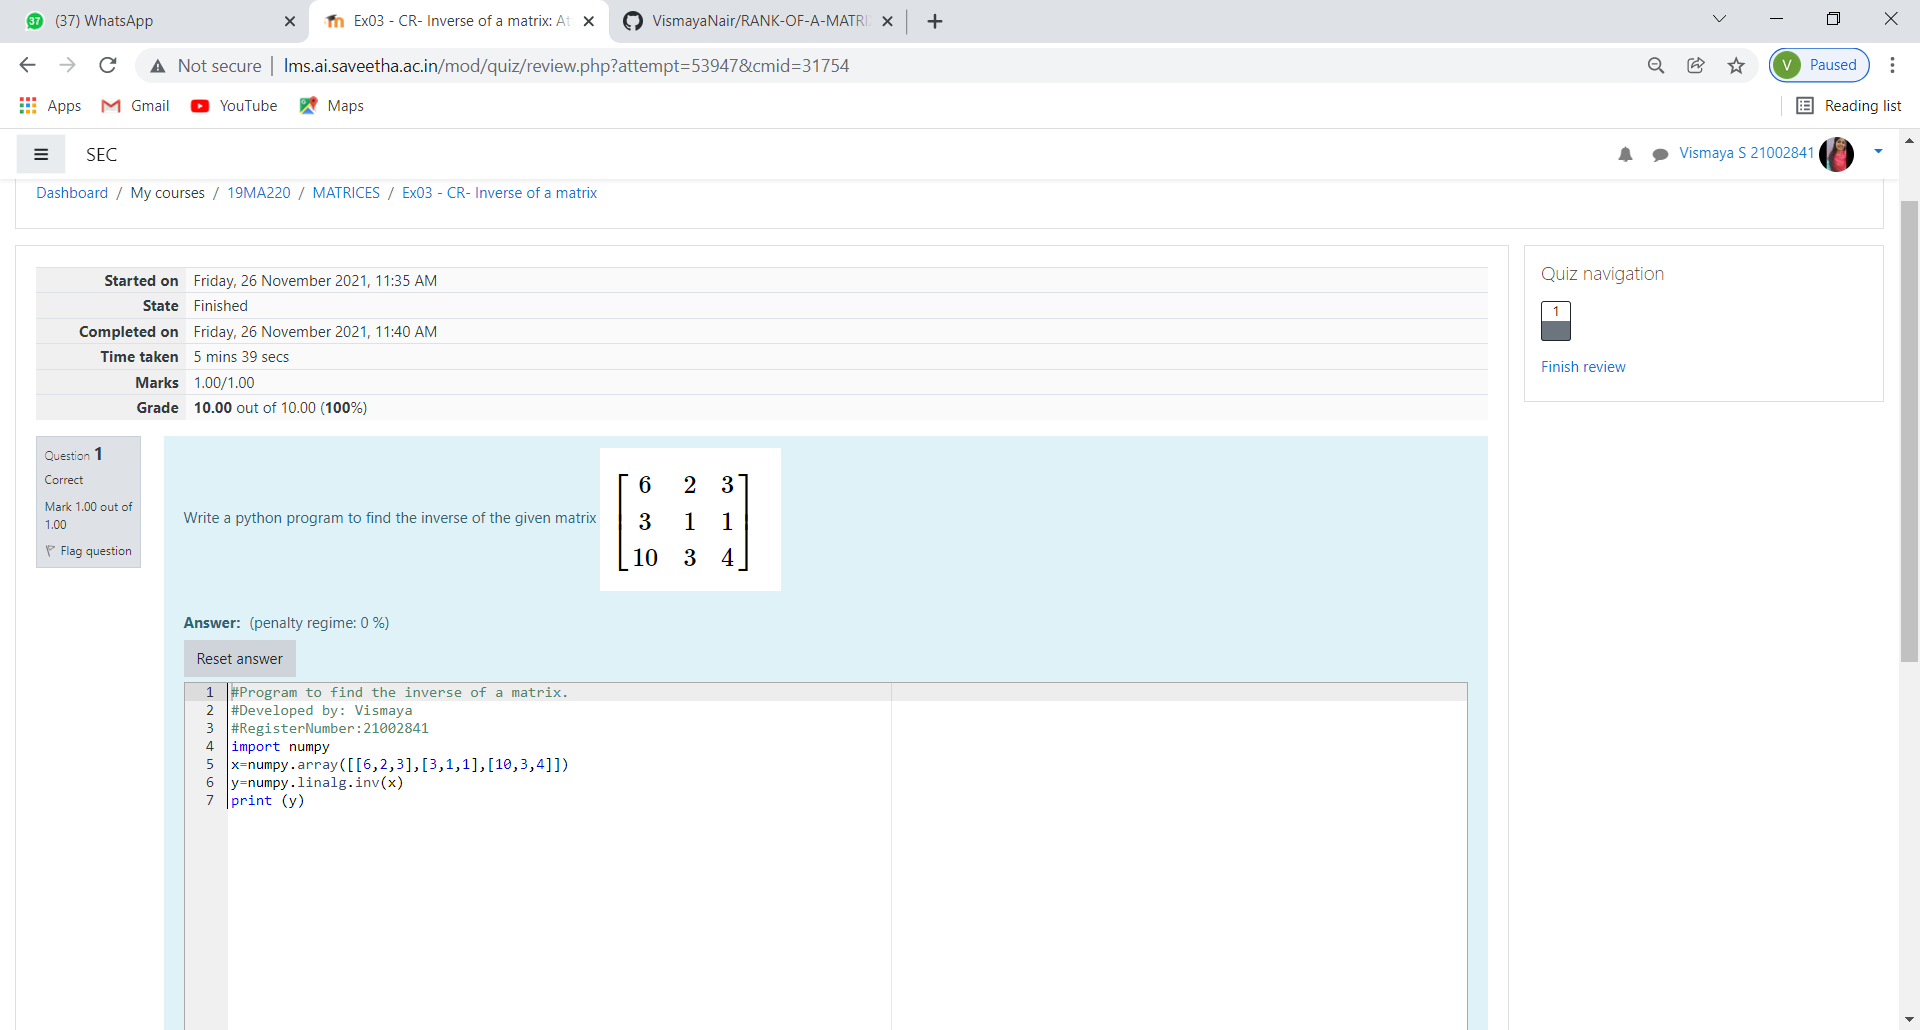 37
(37) WhatsApp
Ex03 - CR- Inverse of a matrix: At
VismayaNair/RANK-OF-A-MATRI
Not secure | lms.ai.saveetha.ac.in/mod/quiz/review.php?attempt=53947&cmid=31754
V Paused
Apps
Gmail
YouTube
Maps
Reading list
SEC
Vismaya S 21002841
Dashboard / My courses / 19MA220 / MATRICES / Ex03 - CR- Inverse of a matrix
Started on Friday, 26 November 2021, 11:35 AM
State Finished
Completed on Friday, 26 November 2021, 11:40 AM
Time taken 5 mins 39 secs
Marks 1.00/1.00
Grade 10.00 out of 10.00 (100%)
Quiz navigation
1
Finish review
Question 1
Correct
Mark 1.00 out of
1.00
Flag question
Write a python program to find the inverse of the given matrix
6 2 3
3 1 1
10 3 4
Answer: (penalty regime: 0 %)
Reset answer
1 #Program to find the inverse of a matrix.
2 #Developed by: Vismaya
3 #RegisterNumber:21002841
4 import numpy
5 x=numpy.array([[6,2,3],[3,1,1],[10,3,4]])
6 y=numpy.linalg.inv(x)
7 print (y)